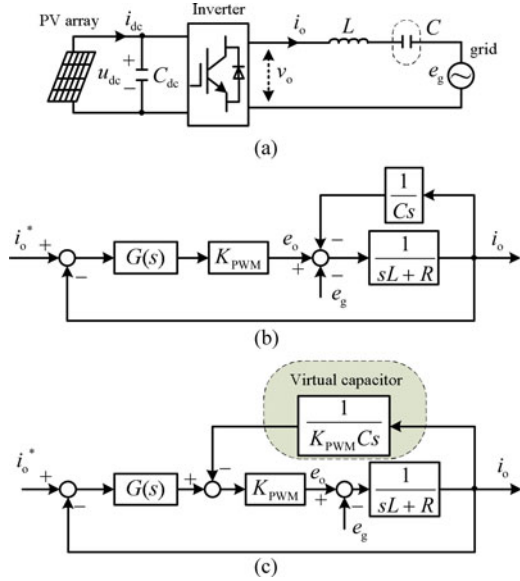 PV array
i_dc
Inverter
i_o
L
C
grid
u_dc
+
−
C_dc
v_o
e_g
(a)
1
Cs
i_o*
+
−
G(s)
K_PWM
e_o
+
−
−
e_g
1
sL + R
i_o
(b)
Virtual capacitor
1
K_PWM Cs
i_o*
+
−
G(s)
+
−
K_PWM
e_o
+
−
e_g
1
sL + R
i_o
(c)